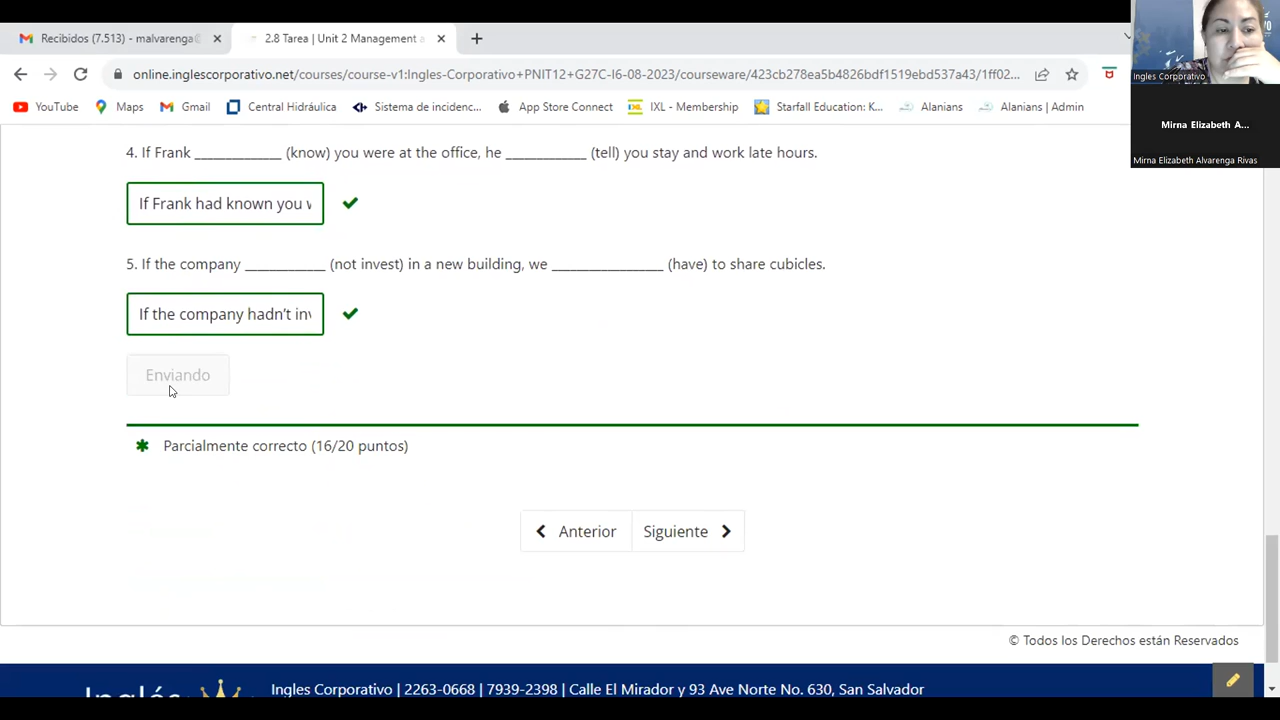 Recibidos (7.513) - malvarenga@
2.8 Tarea | Unit 2 Management a
online.inglescorporativo.net/courses/course-v1:Ingles-Corporativo+PNIT12+G27C-I6-08-2023/courseware/423cb278ea5b4826bdf1519ebd537a43/1ff02...
YouTube
Maps
Gmail
Central Hidráulica
Sistema de incidenc...
App Store Connect
IXL - Membership
Starfall Education: K...
Alanians
Alanians | Admin
Ingles Corporativo
Mirna Elizabeth A...
Mirna Elizabeth Alvarenga Rivas
4. If Frank _____________ (know) you were at the office, he ____________ (tell) you stay and work late hours.
If Frank had known you w
5. If the company ____________ (not invest) in a new building, we _________________ (have) to share cubicles.
If the company hadn't inv
Enviando
Parcialmente correcto (16/20 puntos)
Anterior
Siguiente
© Todos los Derechos están Reservados
Inglés
Ingles Corporativo | 2263-0668 | 7939-2398 | Calle El Mirador y 93 Ave Norte No. 630, San Salvador